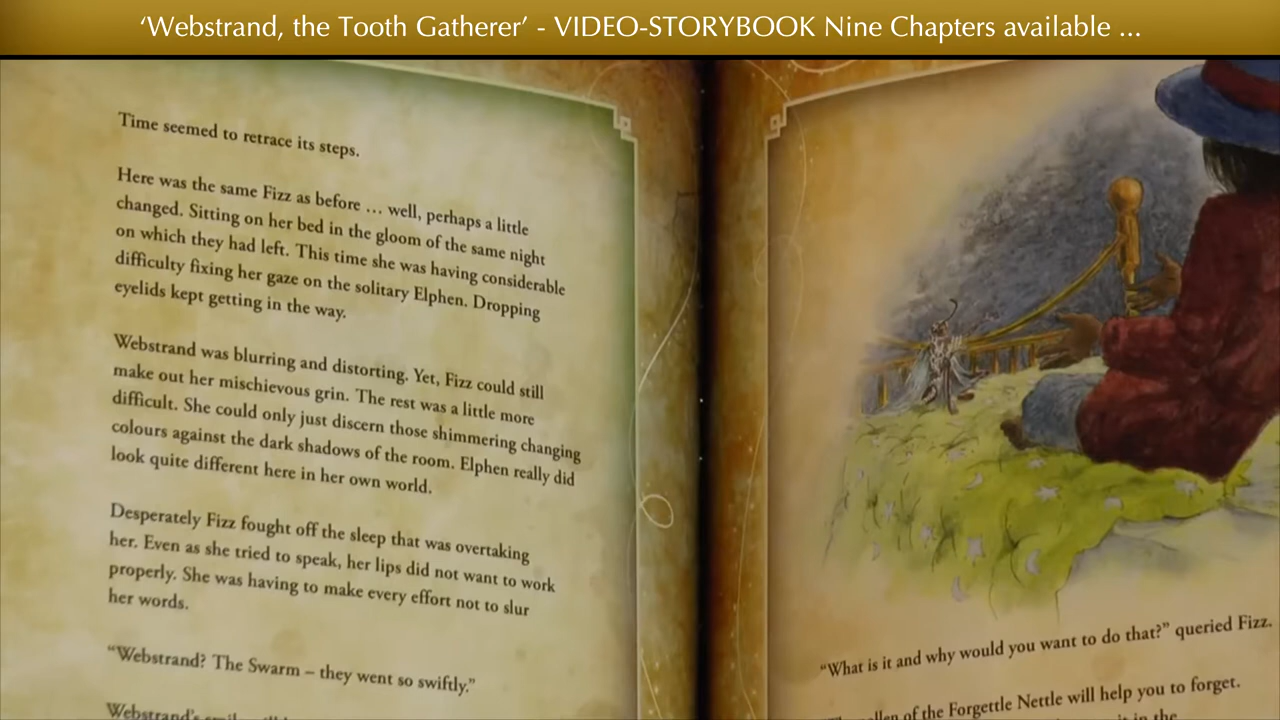 ‘Webstrand, the Tooth Gatherer’ - VIDEO-STORYBOOK Nine Chapters available ...
Time seemed to retrace its steps.
Here was the same Fizz as before … well, perhaps a little
changed. Sitting on her bed in the gloom of the same night
on which they had left. This time she was having considerable
difficulty fixing her gaze on the solitary Elphen. Dropping
eyelids kept getting in the way.
Webstrand was blurring and distorting. Yet, Fizz could still
make out her mischievous grin. The rest was a little more
difficult. She could only just discern those shimmering changing
colours against the dark shadows of the room. Elphen really did
look quite different here in her own world.
Desperately Fizz fought off the sleep that was overtaking
her. Even as she tried to speak, her lips did not want to work
properly. She was having to make every effort not to slur
her words.
“Webstrand? The Swarm – they went so swiftly.”
Webstrand’s
“What is it and why would you want to do that?” queried Fizz.
of the Forgettle Nettle will help you to forget.
it in the